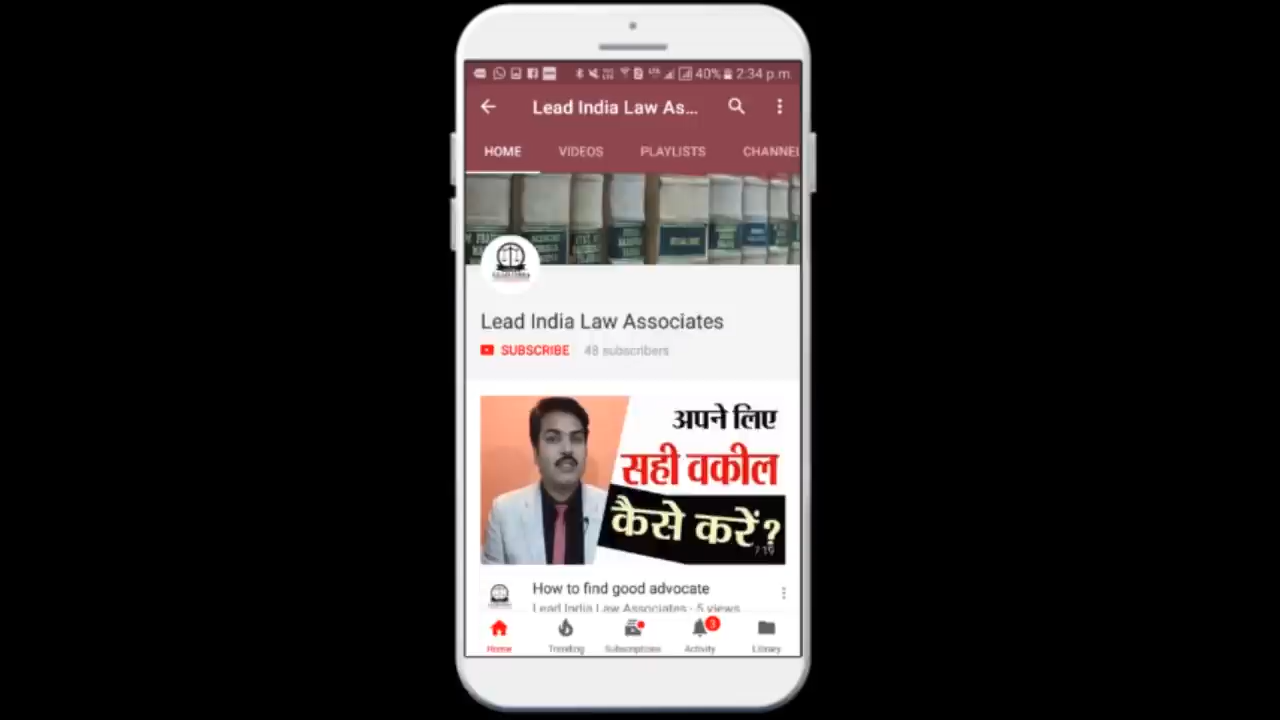 40% 2:34 p.m.
Lead India Law As...
HOME VIDEOS PLAYLISTS CHANNEL
Lead India Law Associates
SUBSCRIBE 48 subscribers
अपने लिए
सही वकील
कैसे करें?
7:19
How to find good advocate
Lead India Law Associates · 5 views
Home Trending Subscriptions Activity Library